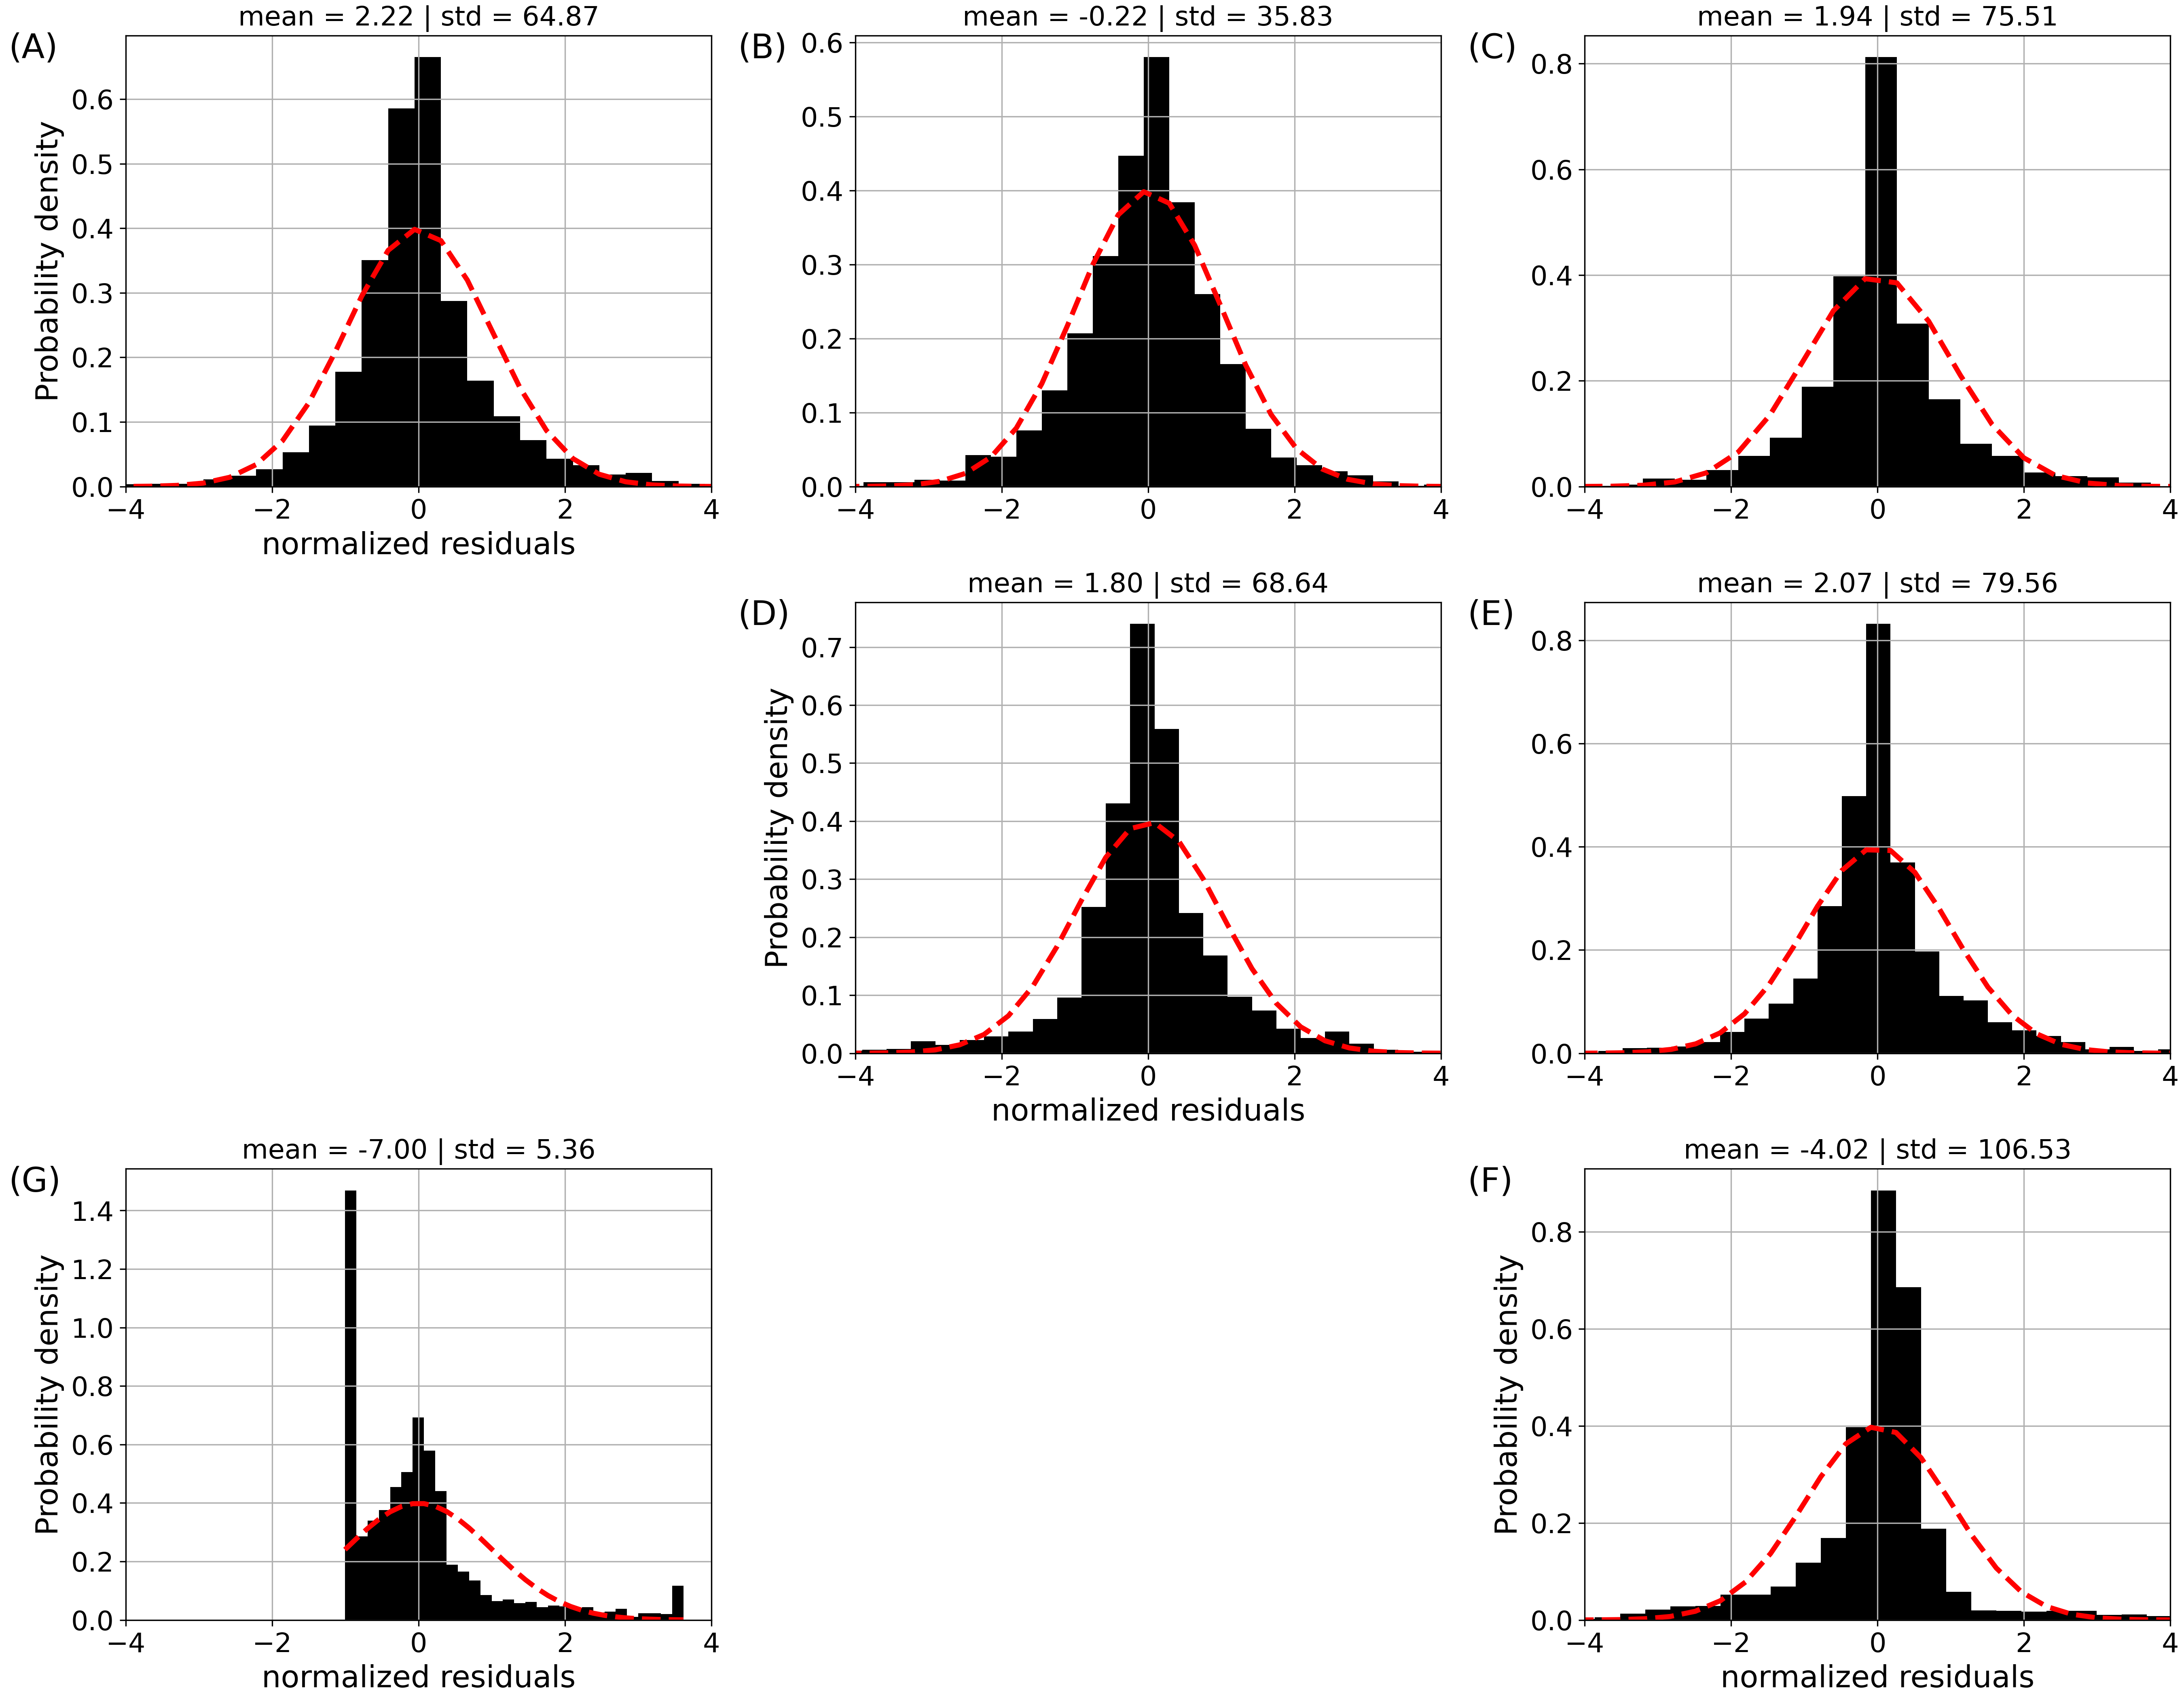 mean = 2.22 | std = 64.87
(A)
0.6
0.5
0.4
0.3
0.2
0.1
0.0
Probability density
−4 −2 0 2 4
normalized residuals
mean = -0.22 | std = 35.83
(B)
0.6
0.5
0.4
0.3
0.2
0.1
0.0
−4 −2 0 2 4
mean = 1.94 | std = 75.51
(C)
0.8
0.6
0.4
0.2
0.0
−4 −2 0 2 4
mean = 1.80 | std = 68.64
(D)
0.7
0.6
0.5
0.4
0.3
0.2
0.1
0.0
Probability density
−4 −2 0 2 4
normalized residuals
mean = 2.07 | std = 79.56
(E)
0.8
0.6
0.4
0.2
0.0
−4 −2 0 2 4
mean = -7.00 | std = 5.36
(G)
1.4
1.2
1.0
0.8
0.6
0.4
0.2
0.0
Probability density
−4 −2 0 2 4
normalized residuals
mean = -4.02 | std = 106.53
(F)
0.8
0.6
0.4
0.2
0.0
Probability density
−4 −2 0 2 4
normalized residuals